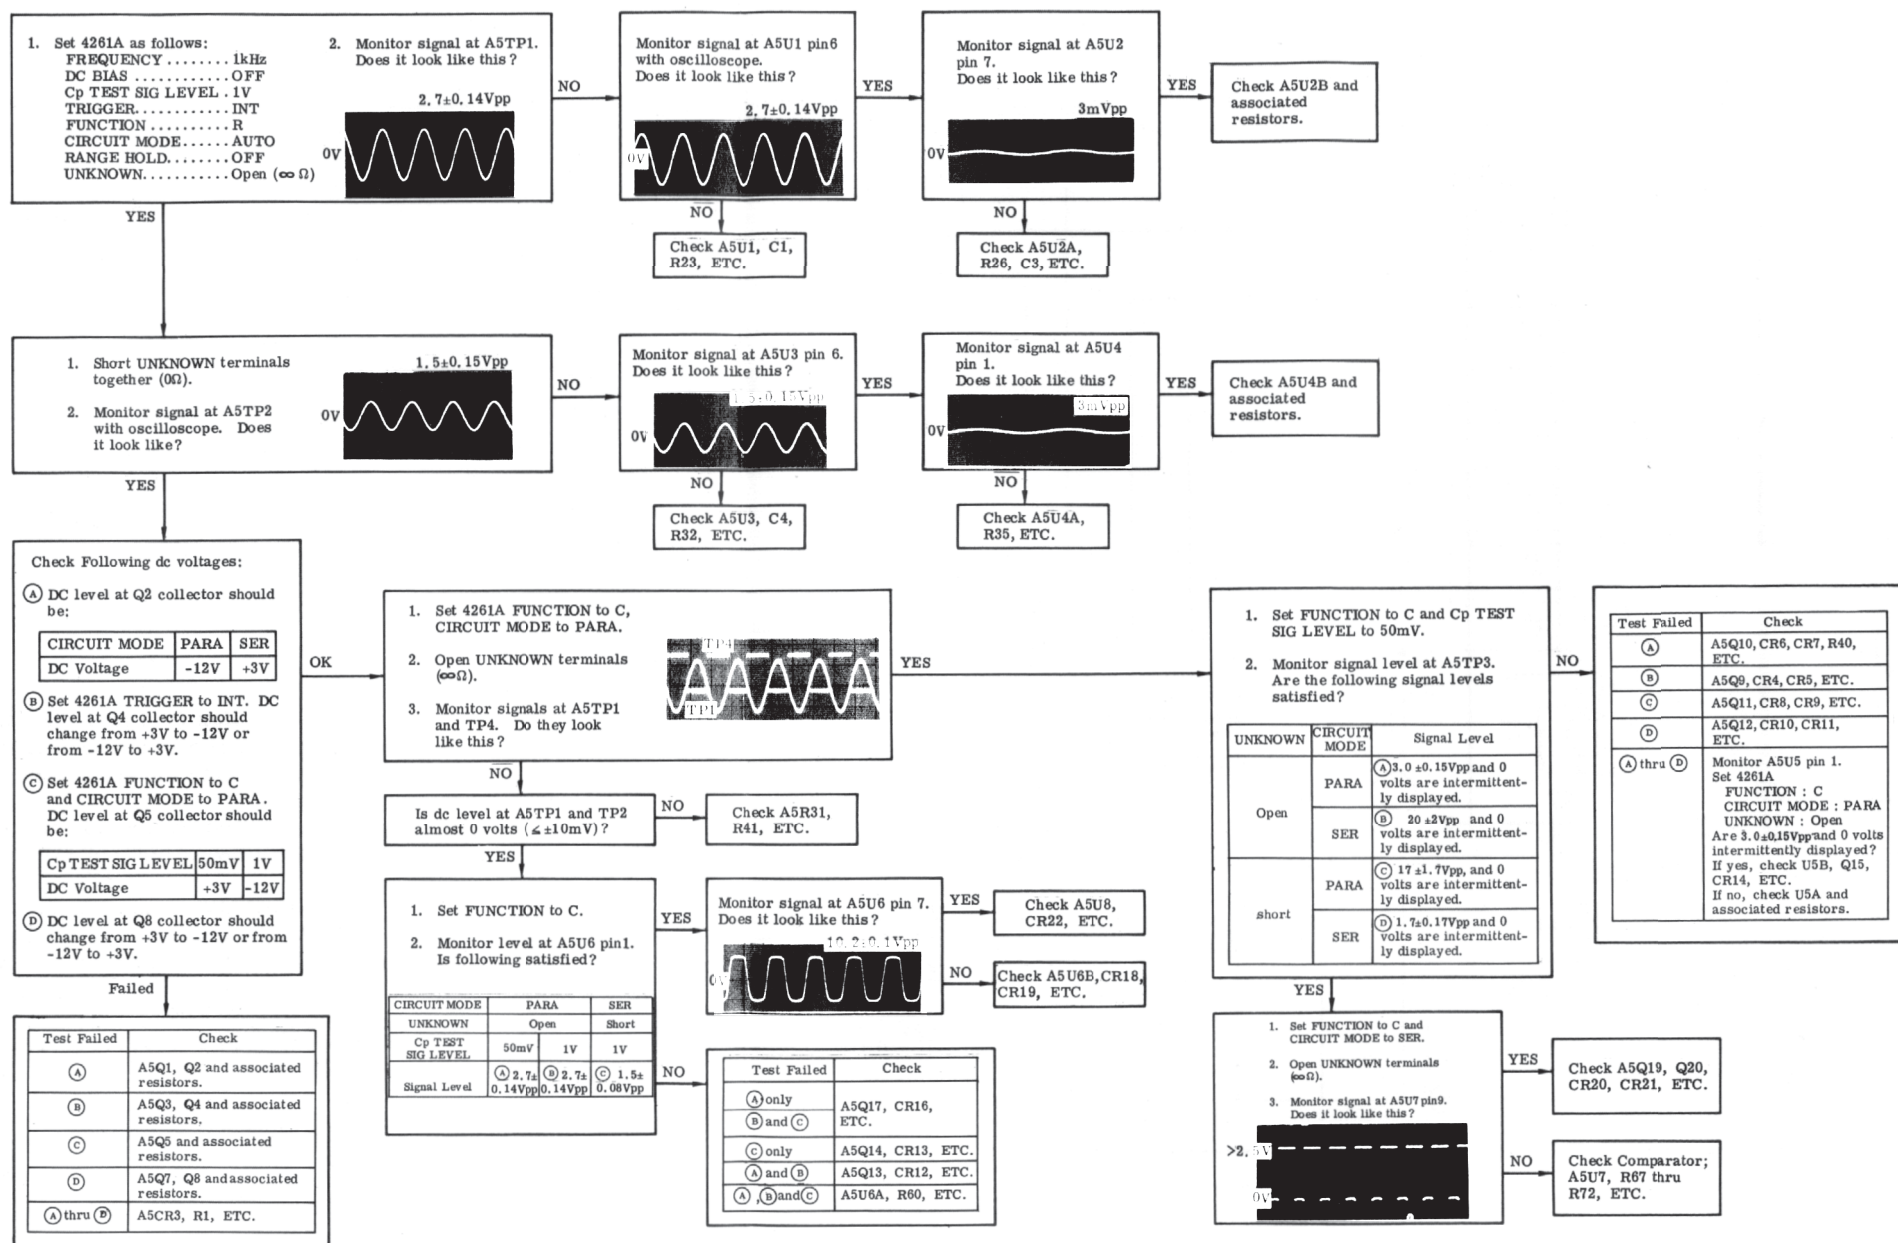 1. Set 4261A as follows:
FREQUENCY ........ 1kHz
DC BIAS ............ OFF
Cp TEST SIG LEVEL . 1V
TRIGGER........... INT
FUNCTION .......... R
CIRCUIT MODE...... AUTO
RANGE HOLD........ OFF
UNKNOWN........... Open (∞ Ω)
2. Monitor signal at A5TP1.
Does it look like this?
2.7±0.14Vpp
0V
NO
Monitor signal at A5U1 pin6
with oscilloscope.
Does it look like this?
2.7±0.14Vpp
0V
YES
Monitor signal at A5U2
pin 7.
Does it look like this?
3mVpp
0V
YES
Check A5U2B and
associated
resistors.
YES
NO
Check A5U1, C1,
R23, ETC.
NO
Check A5U2A,
R26, C3, ETC.
1. Short UNKNOWN terminals
together (0Ω).
2. Monitor signal at A5TP2
with oscilloscope. Does
it look like?
1.5±0.15Vpp
0V
NO
Monitor signal at A5U3 pin 6.
Does it look like this?
1.5±0.15Vpp
0V
YES
Monitor signal at A5U4
pin 1.
Does it look like this?
3mVpp
0V
YES
Check A5U4B and
associated
resistors.
YES
NO
Check A5U3, C4,
R32, ETC.
NO
Check A5U4A,
R35, ETC.
Check Following dc voltages:
Ⓐ DC level at Q2 collector should
be:
CIRCUIT MODE PARA SER
DC Voltage -12V +3V
Ⓑ Set 4261A TRIGGER to INT. DC
level at Q4 collector should
change from +3V to -12V or
from -12V to +3V.
Ⓒ Set 4261A FUNCTION to C
and CIRCUIT MODE to PARA.
DC level at Q5 collector should
be:
Cp TEST SIG LEVEL 50mV 1V
DC Voltage +3V -12V
Ⓓ DC level at Q8 collector should
change from +3V to -12V or from
-12V to +3V.
OK
Failed
Test Failed Check
Ⓐ A5Q1, Q2 and associated
resistors.
Ⓑ A5Q3, Q4 and associated
resistors.
Ⓒ A5Q5 and associated
resistors.
Ⓓ A5Q7, Q8 and associated
resistors.
Ⓐ thru Ⓓ A5CR3, R1, ETC.
1. Set 4261A FUNCTION to C,
CIRCUIT MODE to PARA.
2. Open UNKNOWN terminals
(∞Ω).
3. Monitor signals at A5TP1
and TP4. Do they look
like this?
TP4
TP1
YES
NO
Is dc level at A5TP1 and TP2
almost 0 volts (≤ ±10mV)?
NO
Check A5R31,
R41, ETC.
YES
1. Set FUNCTION to C.
2. Monitor level at A5U6 pin1.
Is following satisfied?
CIRCUIT MODE PARA SER
UNKNOWN Open Short
Cp TEST
SIG LEVEL 50mV 1V 1V
Signal Level Ⓐ 2.7±
0.14Vpp Ⓑ 2.7±
0.14Vpp Ⓒ 1.5±
0.08Vpp
YES
Monitor signal at A5U6 pin 7.
Does it look like this?
10.2±0.1Vpp
0V
YES
Check A5U8,
CR22, ETC.
NO
Check A5U6B, CR18,
CR19, ETC.
NO
Test Failed Check
Ⓐ only
Ⓑ and Ⓒ
A5Q17, CR16,
ETC.
Ⓒ only A5Q14, CR13, ETC.
Ⓐ and Ⓑ A5Q13, CR12, ETC.
Ⓐ, Ⓑ and Ⓒ A5U6A, R60, ETC.
1. Set FUNCTION to C and Cp TEST
SIG LEVEL to 50mV.
2. Monitor signal level at A5TP3.
Are the following signal levels
satisfied?
UNKNOWN CIRCUIT
MODE Signal Level
Open
PARA Ⓐ 3.0 ±0.15Vpp and 0
volts are intermittent-
ly displayed.
SER Ⓑ 20 ±2Vpp and 0
volts are intermittent-
ly displayed.
short
PARA Ⓒ 17 ±1.7Vpp, and 0
volts are intermittent-
ly displayed.
SER Ⓓ 1.7±0.17Vpp and 0
volts are intermittent-
ly displayed.
NO
Test Failed Check
Ⓐ A5Q10, CR6, CR7, R40,
ETC.
Ⓑ A5Q9, CR4, CR5, ETC.
Ⓒ A5Q11, CR8, CR9, ETC.
Ⓓ A5Q12, CR10, CR11,
ETC.
Ⓐ thru Ⓓ Monitor A5U5 pin 1.
Set 4261A
FUNCTION : C
CIRCUIT MODE : PARA
UNKNOWN : Open
Are 3.0±0.15Vpp and 0 volts
intermittently displayed?
If yes, check U5B, Q15,
CR14, ETC.
If no, check U5A and
associated resistors.
YES
1. Set FUNCTION to C and
CIRCUIT MODE to SER.
2. Open UNKNOWN terminals
(∞Ω).
3. Monitor signal at A5U7 pin9.
Does it look like this?
>2.5V
0V
YES
Check A5Q19, Q20,
CR20, CR21, ETC.
NO
Check Comparator;
A5U7, R67 thru
R72, ETC.